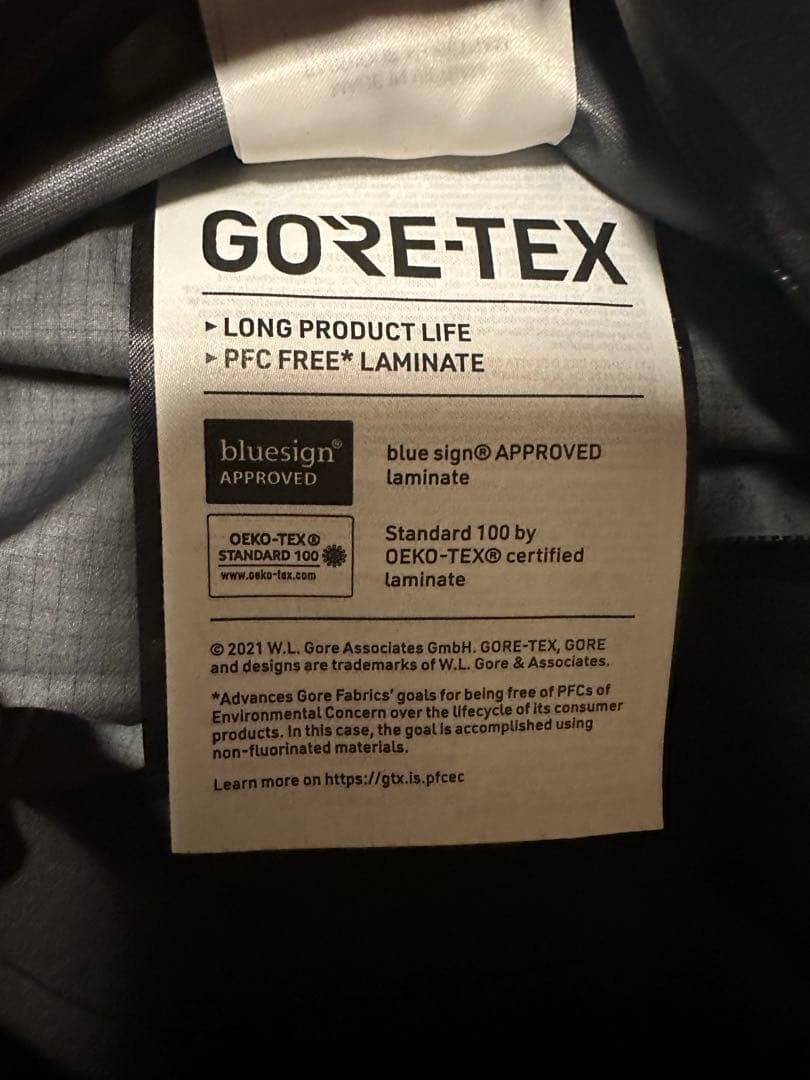 GORE-TEX
▸ LONG PRODUCT LIFE
▸ PFC FREE* LAMINATE
bluesign®
APPROVED
blue sign® APPROVED
laminate
OEKO-TEX®
STANDARD 100
www.oeko-tex.com
Standard 100 by
OEKO-TEX® certified
laminate
© 2021 W.L. Gore Associates GmbH. GORE-TEX, GORE
and designs are trademarks of W.L. Gore & Associates.
*Advances Gore Fabrics' goals for being free of PFCs of
Environmental Concern over the lifecycle of its consumer
products. In this case, the goal is accomplished using
non-fluorinated materials.
Learn more on https://gtx.is.pfcec